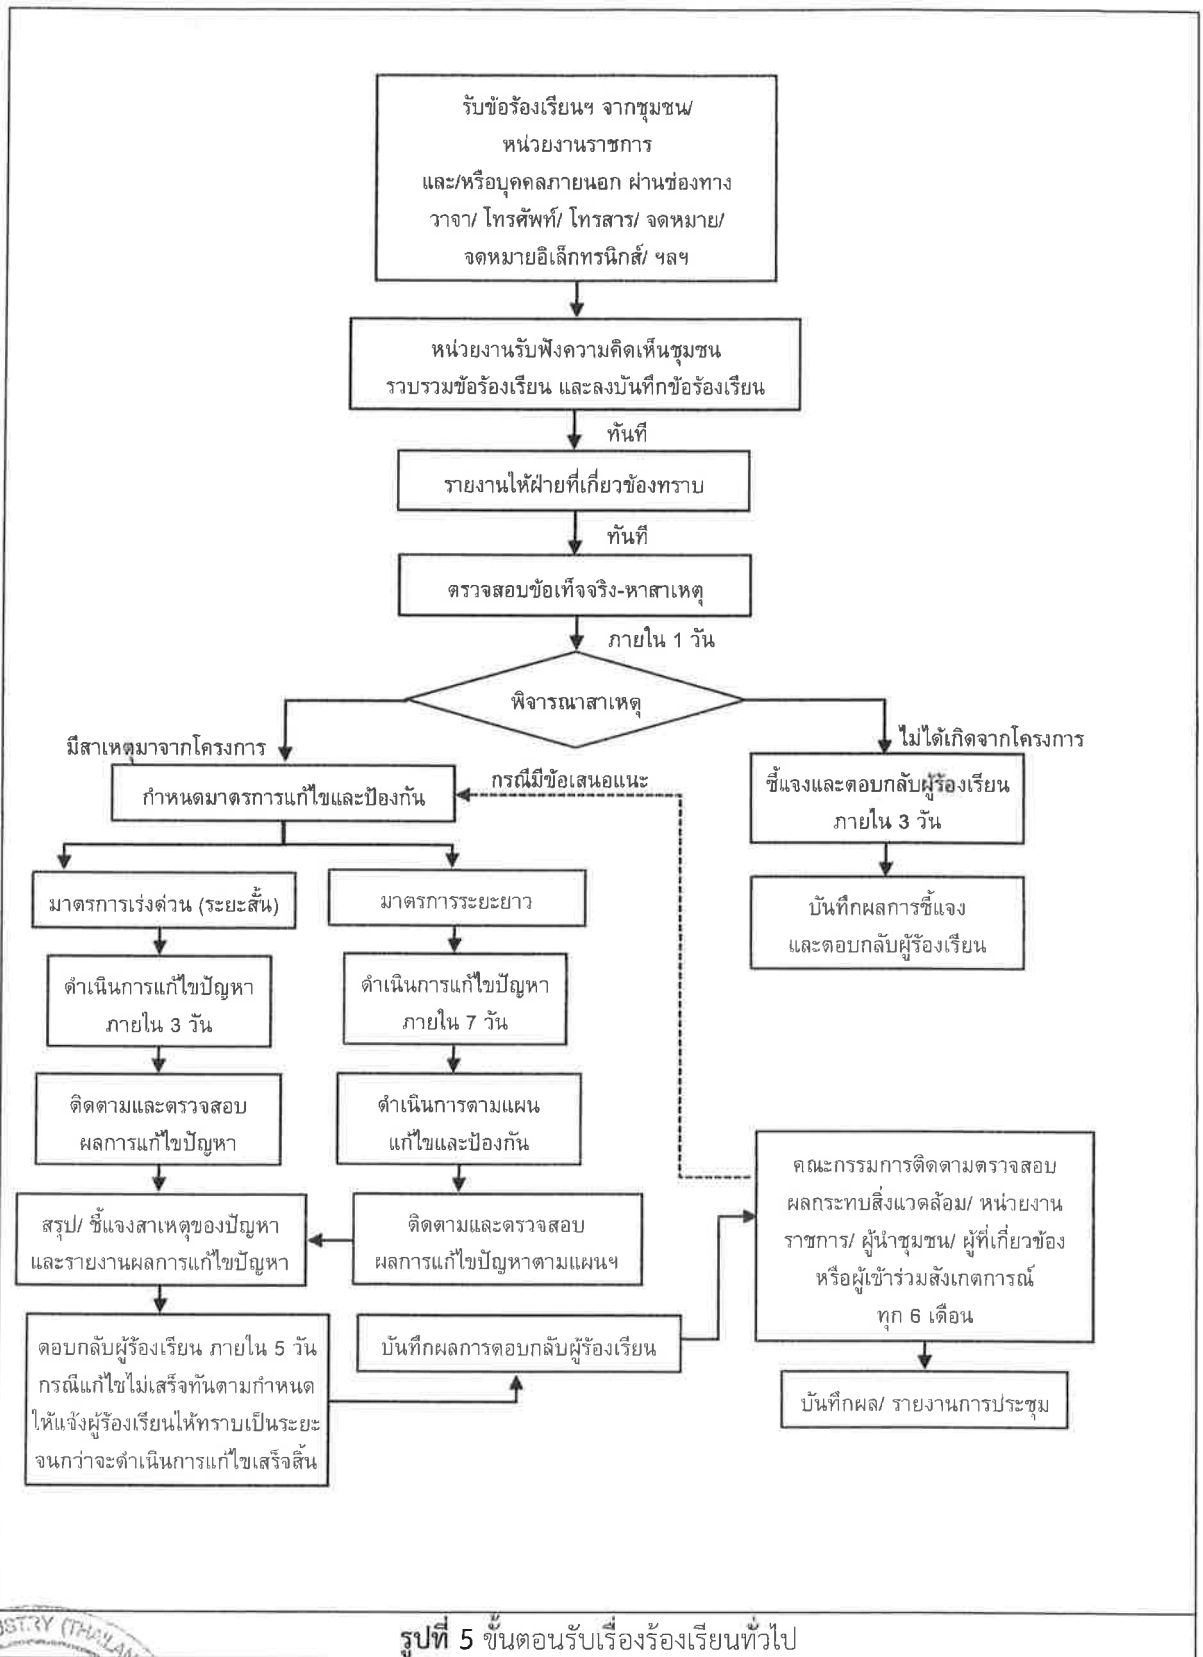 รับข้อร้องเรียนฯ จากชุมชน/
หน่วยงานราชการ
และ/หรือบุคคลภายนอก ผ่านช่องทาง
วาจา/ โทรศัพท์/ โทรสาร/ จดหมาย/
จดหมายอิเล็กทรนิกส์/ ฯลฯ
หน่วยงานรับฟังความคิดเห็นชุมชน
รวบรวมข้อร้องเรียน และลงบันทึกข้อร้องเรียน
ทันที
รายงานให้ฝ่ายที่เกี่ยวข้องทราบ
ทันที
ตรวจสอบข้อเท็จจริง-หาสาเหตุ
ภายใน 1 วัน
พิจารณาสาเหตุ
มีสาเหตุมาจากโครงการ
ไม่ได้เกิดจากโครงการ
กำหนดมาตรการแก้ไขและป้องกัน
กรณีมีข้อเสนอแนะ
ชี้แจงและตอบกลับผู้ร้องเรียน
ภายใน 3 วัน
มาตรการเร่งด่วน (ระยะสั้น)
มาตรการระยะยาว
บันทึกผลการชี้แจง
และตอบกลับผู้ร้องเรียน
ดำเนินการแก้ไขปัญหา
ภายใน 3 วัน
ดำเนินการแก้ไขปัญหา
ภายใน 7 วัน
ติดตามและตรวจสอบ
ผลการแก้ไขปัญหา
ดำเนินการตามแผน
แก้ไขและป้องกัน
คณะกรรมการติดตามตรวจสอบ
ผลกระทบสิ่งแวดล้อม/ หน่วยงาน
ราชการ/ ผู้นำชุมชน/ ผู้ที่เกี่ยวข้อง
หรือผู้เข้าร่วมสังเกตการณ์
ทุก 6 เดือน
สรุป/ ชี้แจงสาเหตุของปัญหา
และรายงานผลการแก้ไขปัญหา
ติดตามและตรวจสอบ
ผลการแก้ไขปัญหาตามแผนฯ
ตอบกลับผู้ร้องเรียน ภายใน 5 วัน
กรณีแก้ไขไม่เสร็จทันตามกำหนด
ให้แจ้งผู้ร้องเรียนให้ทราบเป็นระยะ
จนกว่าจะดำเนินการแก้ไขเสร็จสิ้น
บันทึกผลการตอบกลับผู้ร้องเรียน
บันทึกผล/ รายงานการประชุม
รูปที่ 5 ขั้นตอนรับเรื่องร้องเรียนทั่วไป